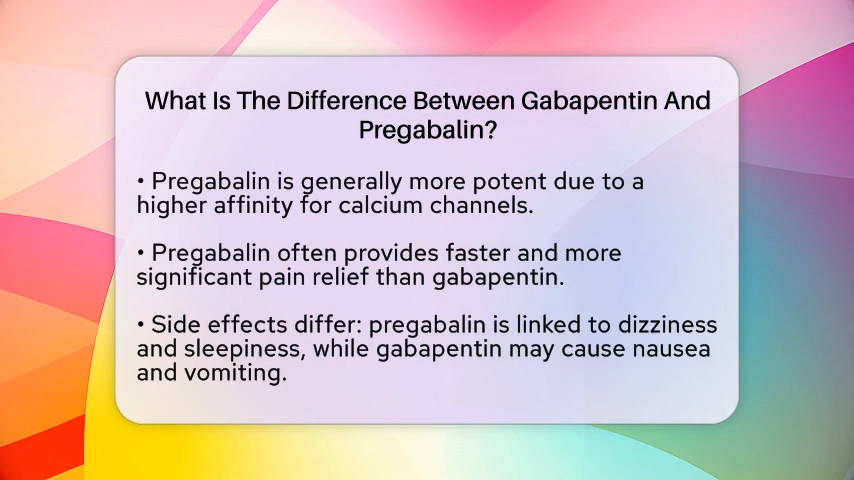 What Is The Difference Between Gabapentin And
Pregabalin?
• Pregabalin is generally more potent due to a
higher affinity for calcium channels.
• Pregabalin often provides faster and more
significant pain relief than gabapentin.
• Side effects differ: pregabalin is linked to dizziness
and sleepiness, while gabapentin may cause nausea
and vomiting.